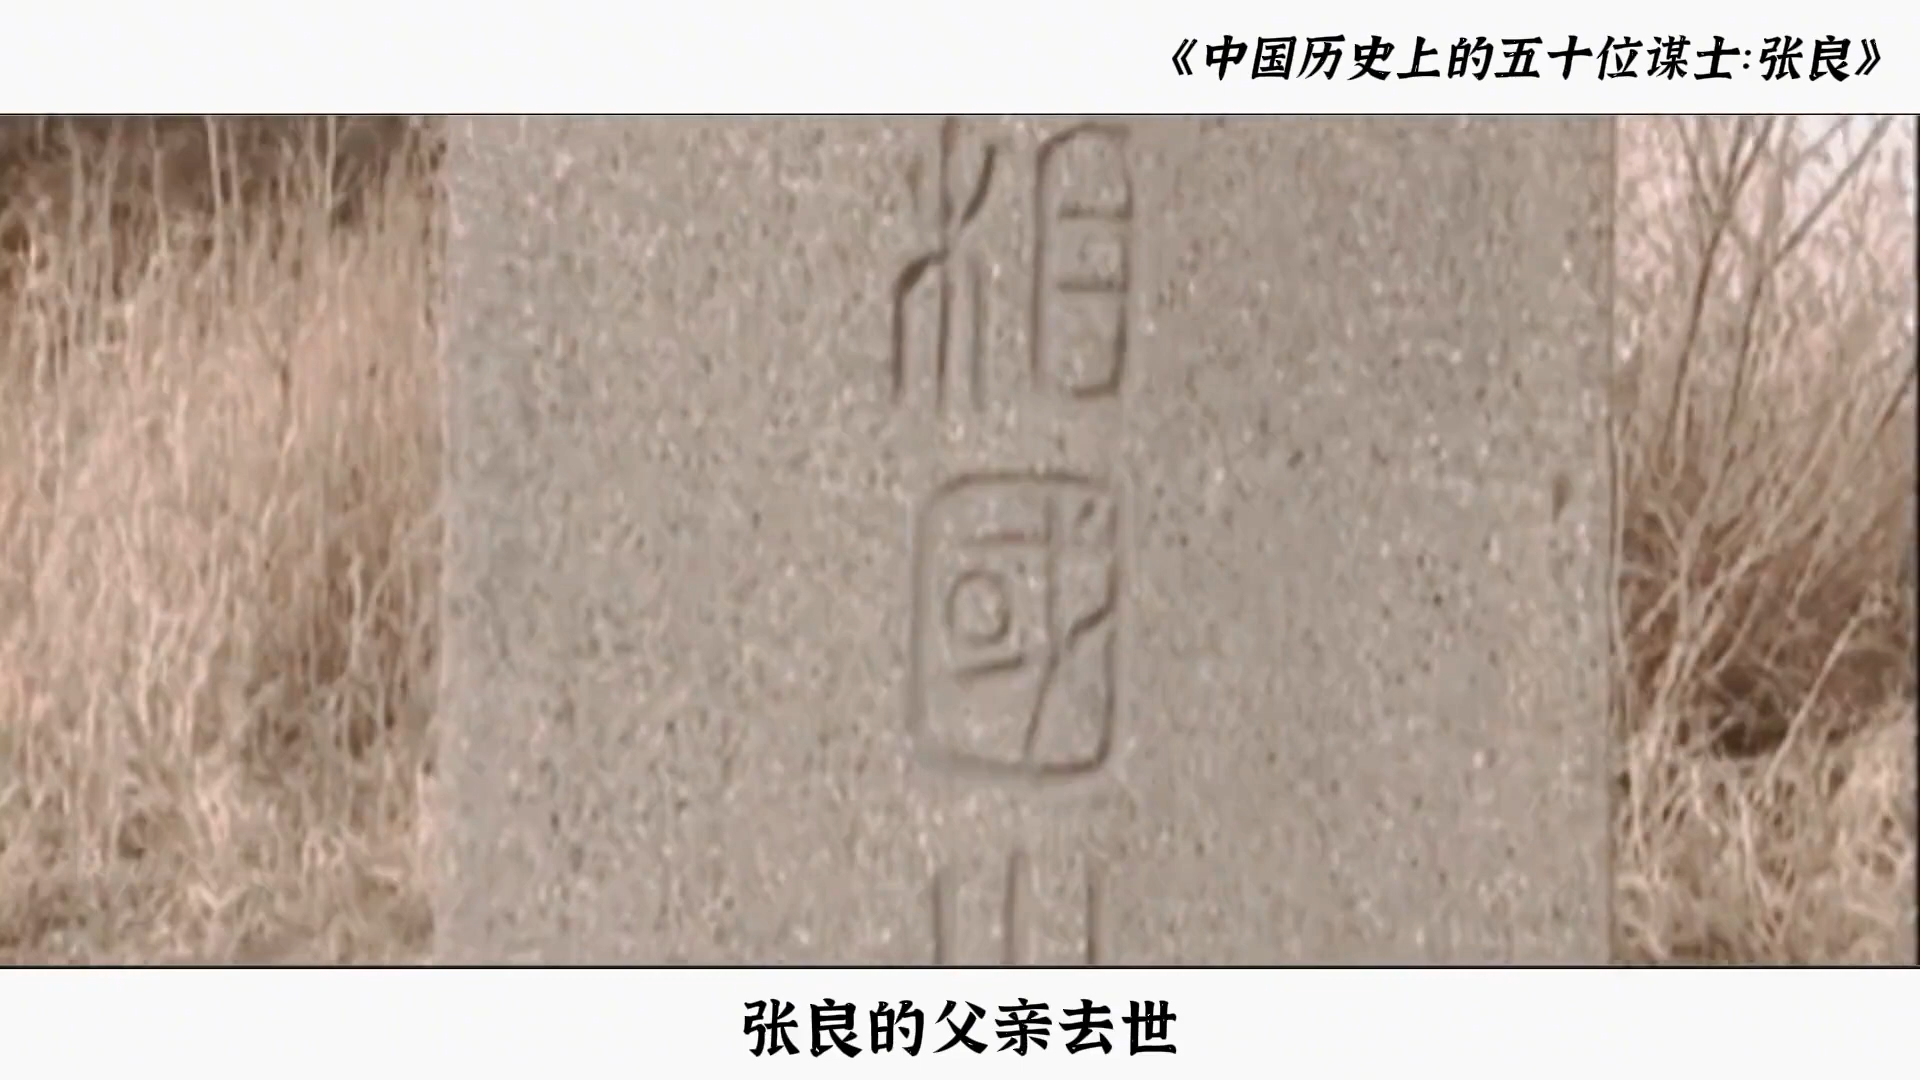 《中国历史上的五十位谋士:张良》
相
國
张良的父亲去世